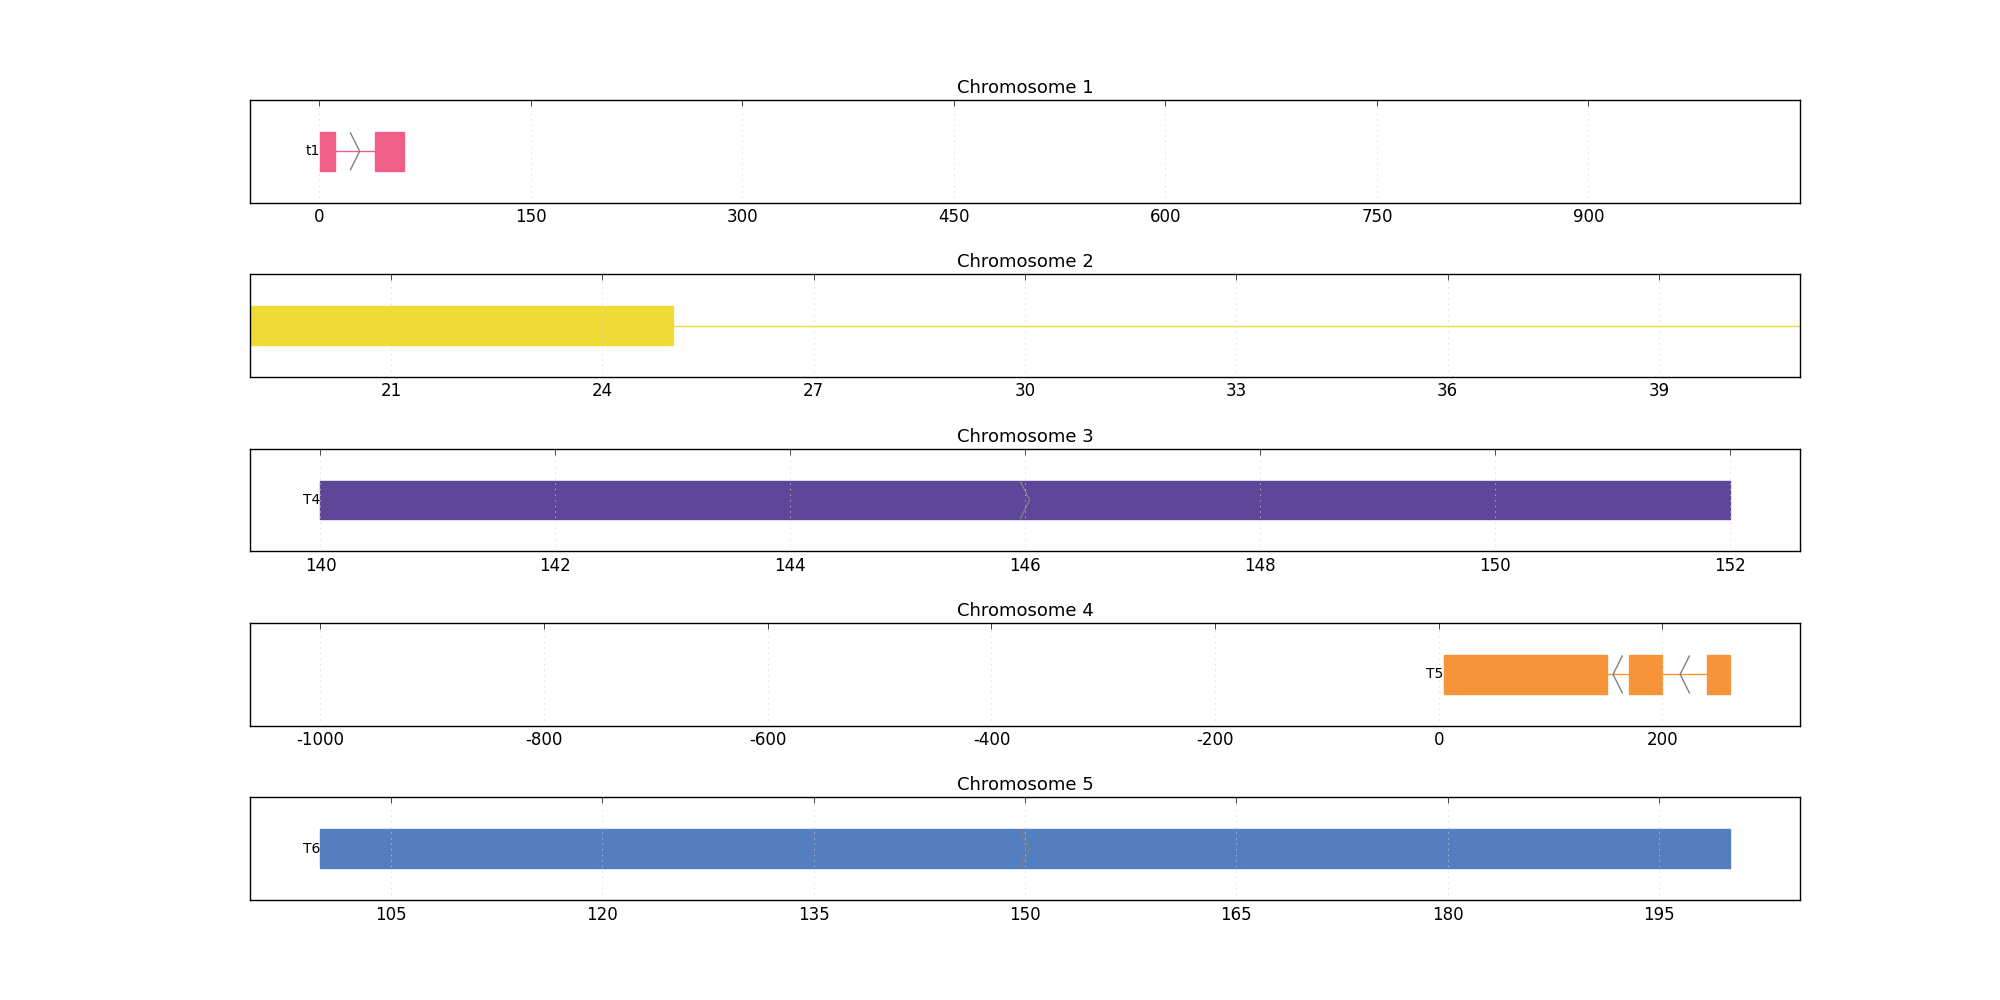 Chromosome 1
t1
0 150 300 450 600 750 900
Chromosome 2
21 24 27 30 33 36 39
Chromosome 3
T4
140 142 144 146 148 150 152
Chromosome 4
T5
-1000 -800 -600 -400 -200 0 200
Chromosome 5
T6
105 120 135 150 165 180 195